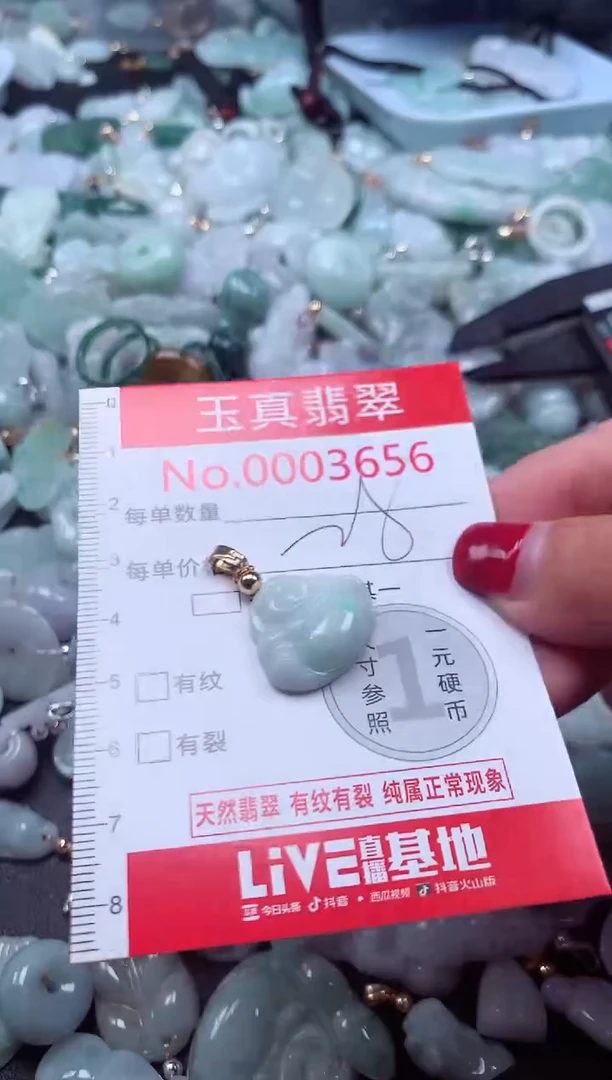 玉真翡翠
No.0003656
每单数量
每单价
其一
有纹
有裂
寸参照
1
一元硬币
天然翡翠 有纹有裂 纯属正常现象
LiVE直播基地
今日头条 抖音 • 西瓜视频 抖音火山版
0
1
2
3
4
5
6
7
8